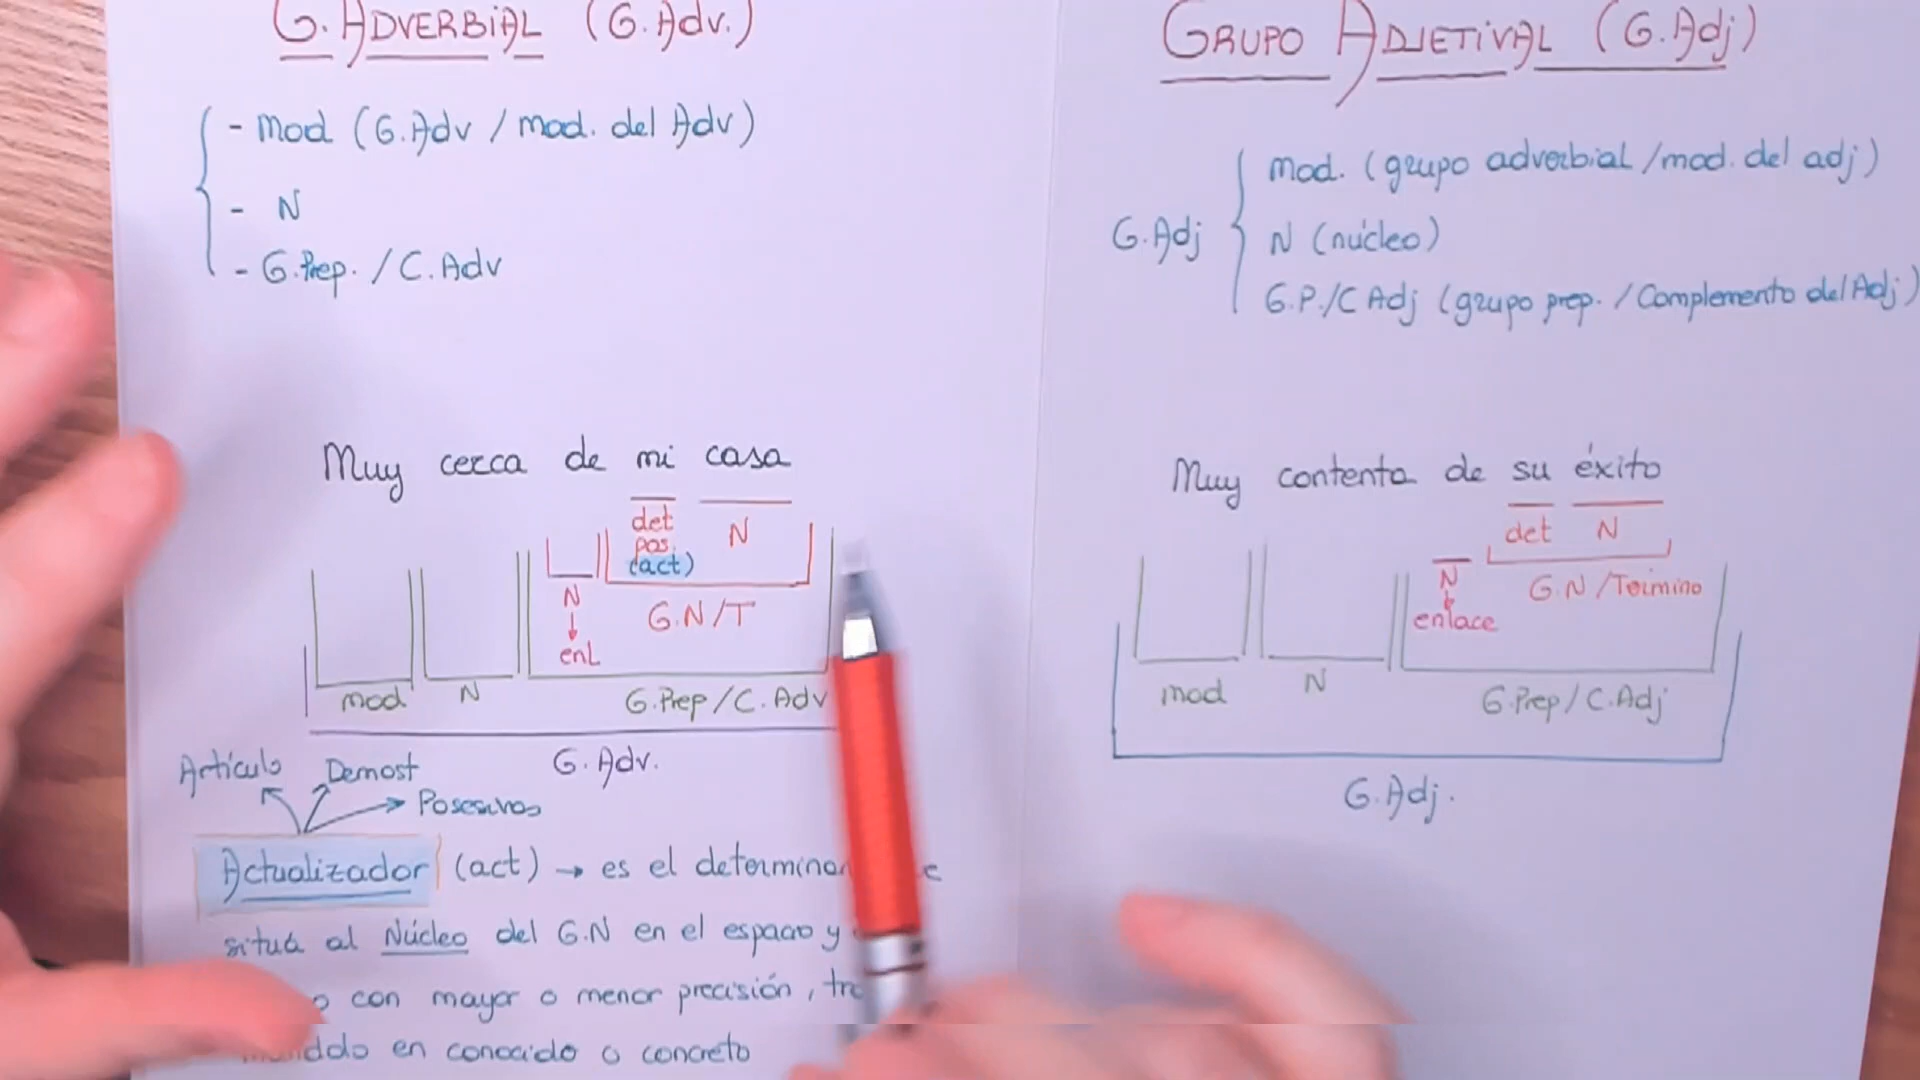 G. ADVERBIAL (G.Adv.)
- Mod (G.Adv / mod. del Adv)
- N
- G.Prep. / C.Adv
Muy cerca de mi casa
det N
pos.
(act)
N G.N/T
enL
mod N G.Prep/C.Adv
G.Adv.
Artículo Demost
Posesivos
Actualizador (act) → es el
situá al Núcleo del G.N en el espacio y
con mayor o menor precisión,
en conocido o concreto
GRUPO ADJETIVAL (G.Adj)
mod. (grupo adverbial /mod. del adj)
G.Adj N (núcleo)
G.P./C Adj (grupo prep. / Complemento del Adj)
Muy contenta de su éxito
det N
N G.N/Término
enlace
mod N G.Prep/C.Adj
G.Adj.